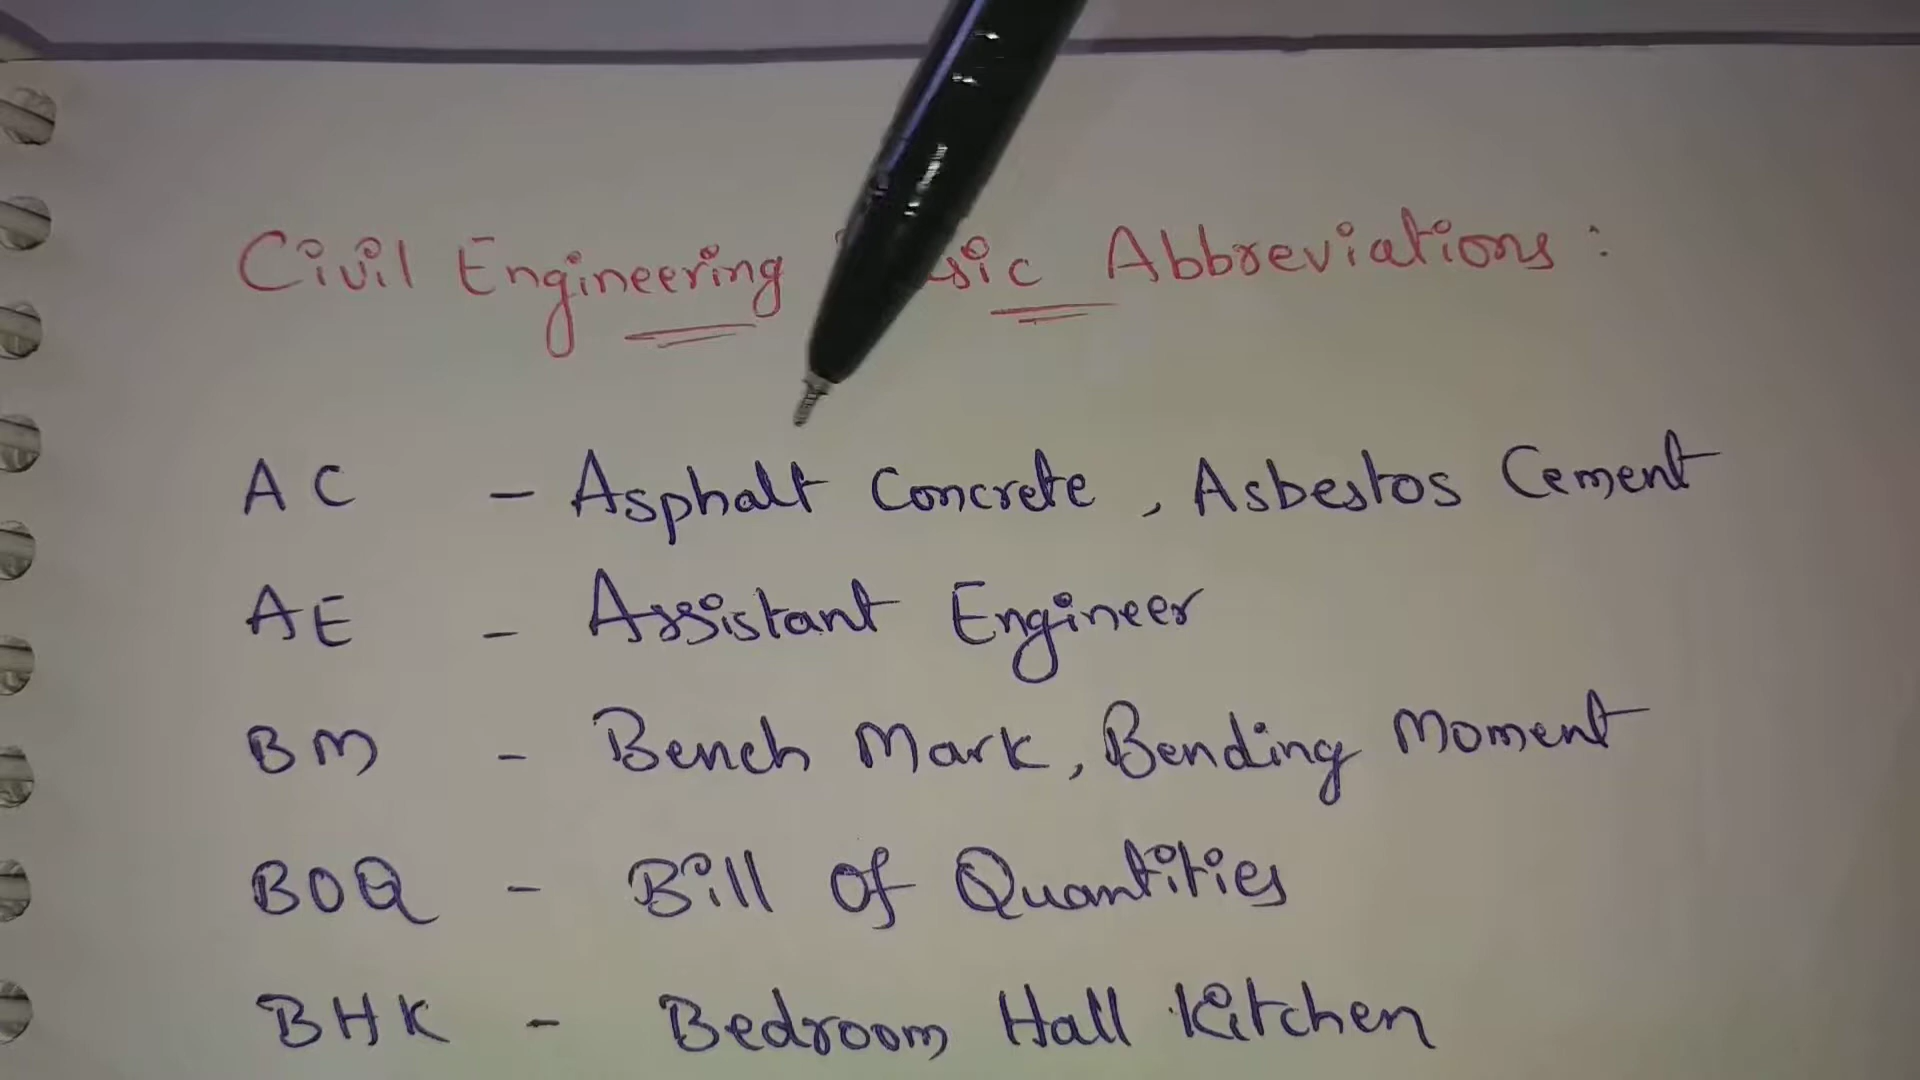 Civil Engineering Abbreviations :
AC - Asphalt Concrete, Asbestos Cement
AE - Assistant Engineer
BM - Bench Mark, Bending Moment
BOQ - Bill Of Quantities
BHK - Bedroom Hall Kitchen